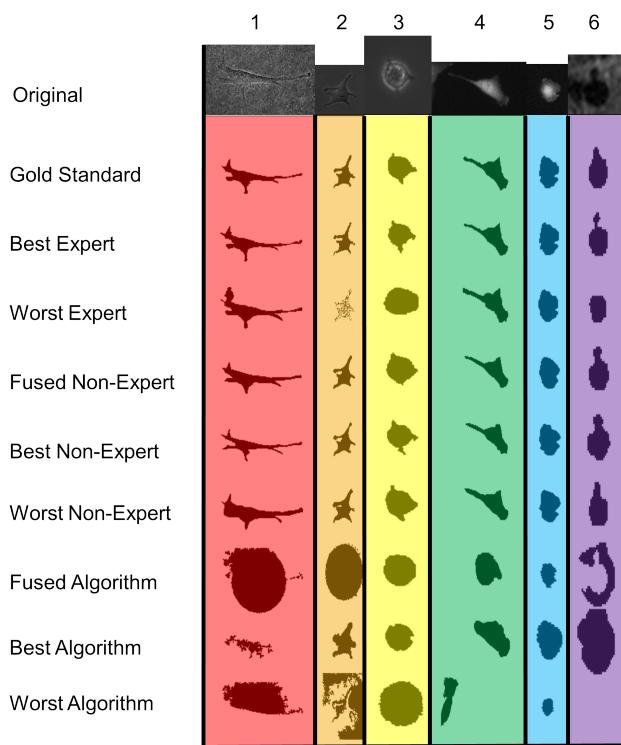 1 2 3 4 5 6
Original
Gold Standard
Best Expert
Worst Expert
Fused Non-Expert
Best Non-Expert
Worst Non-Expert
Fused Algorithm
Best Algorithm
Worst Algorithm